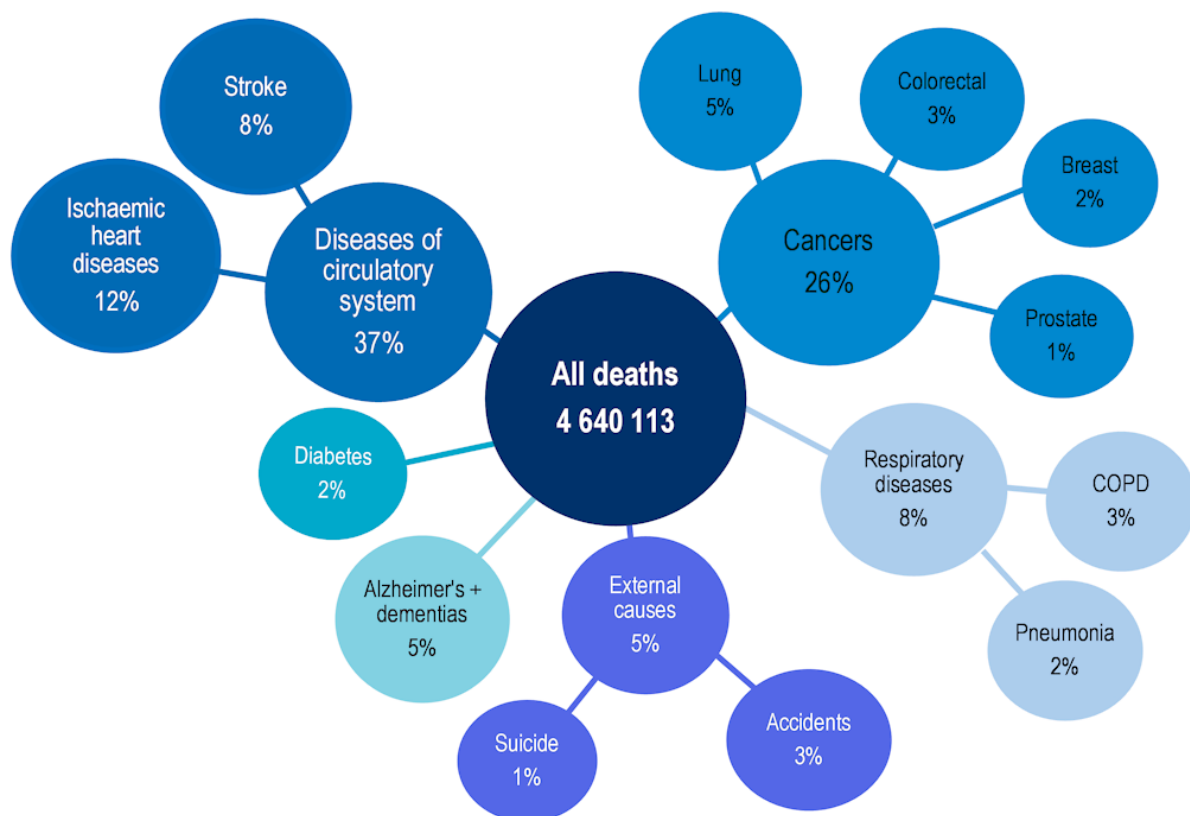 Stroke
8%
Ischaemic
heart
diseases
12%
Diseases of
circulatory
system
37%
Lung
5%
Colorectal
3%
Breast
2%
Cancers
26%
Prostate
1%
All deaths
4 640 113
Diabetes
2%
Alzheimer's +
dementias
5%
External
causes
5%
Suicide
1%
Accidents
3%
Respiratory
diseases
8%
COPD
3%
Pneumonia
2%